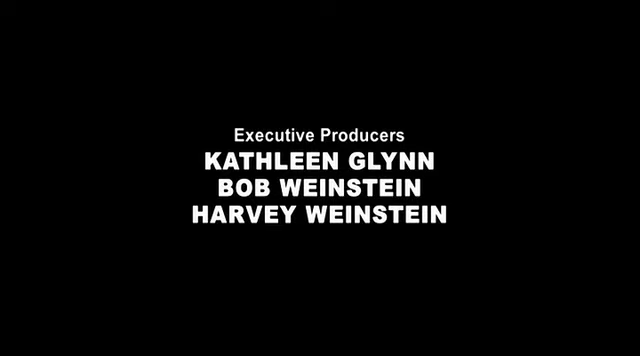 Executive Producers
KATHLEEN GLYNN
BOB WEINSTEIN
HARVEY WEINSTEIN